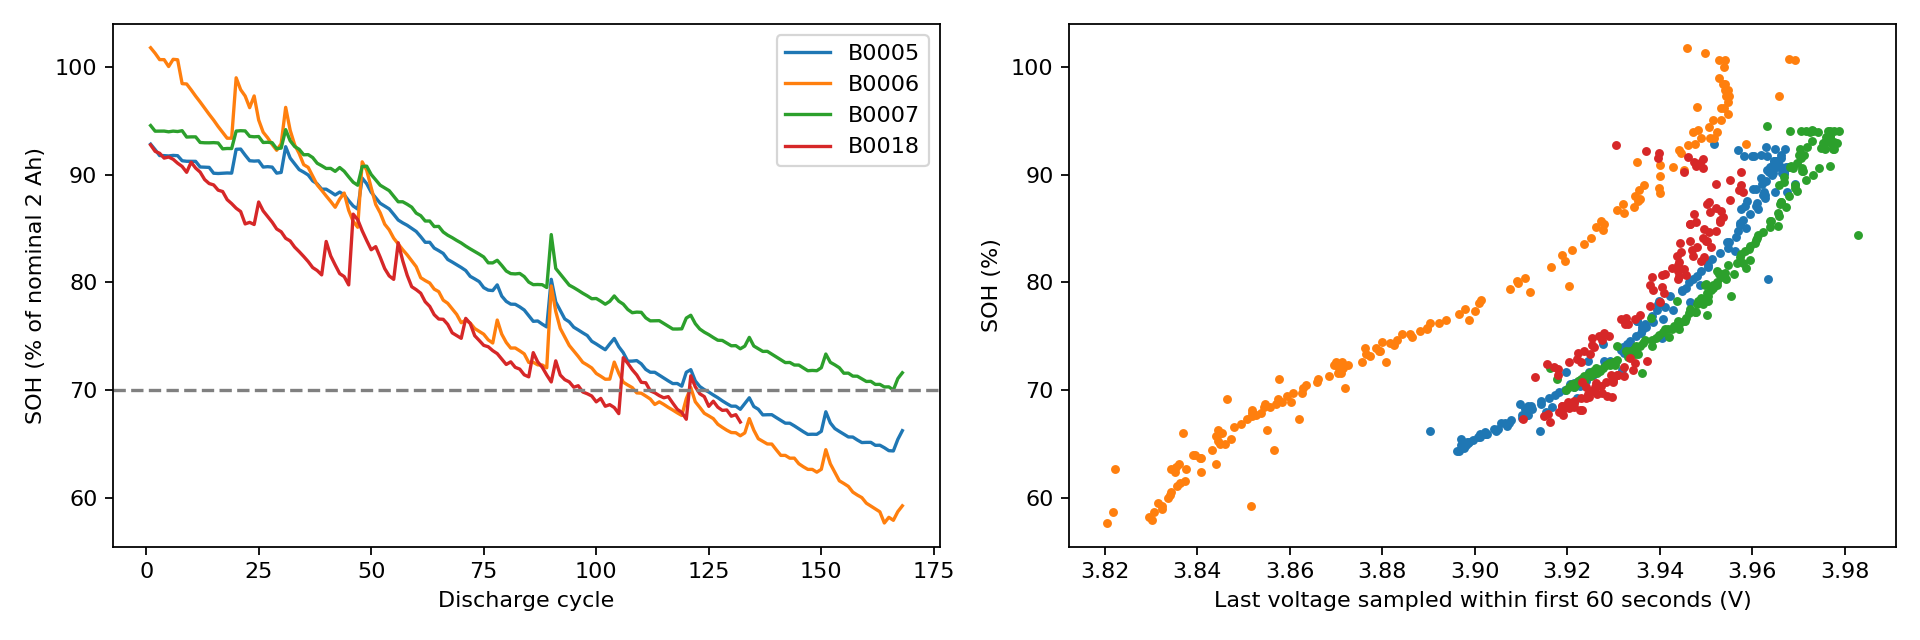 SOH (% of nominal 2 Ah)
100
90
80
70
60
0 25 50 75 100 125 150 175
Discharge cycle
B0005
B0006
B0007
B0018
SOH (%)
100
90
80
70
60
3.82 3.84 3.86 3.88 3.90 3.92 3.94 3.96 3.98
Last voltage sampled within first 60 seconds (V)